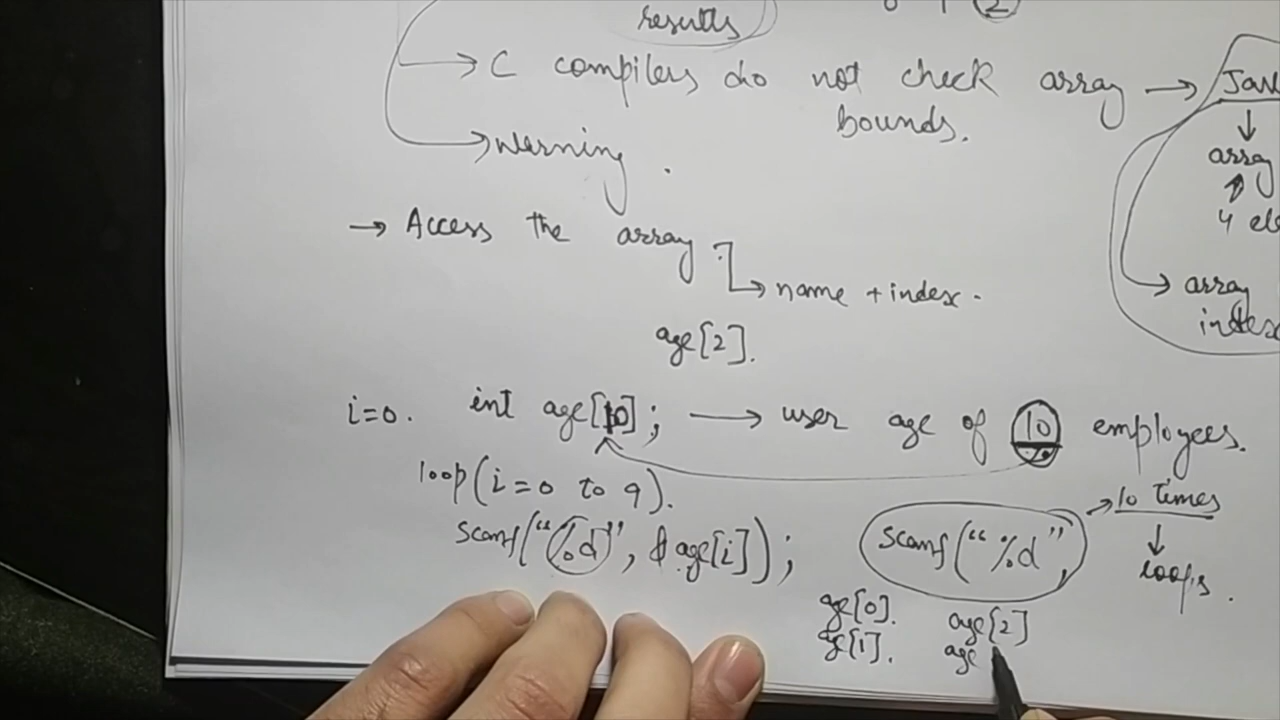 results
2
C compilers do not check array →
bounds.
→ Warning.
→ Access the array :
→ name + index.
age[2].
array
4
→ array
index
i=0. int age[10]; → user age of 10 employees.
loop(i=0 to 9).
scanf("%d", &age[i]);
scanf("%d",
→ 10 times
↓
loops.
age[0].
age[1].
age[2]
age